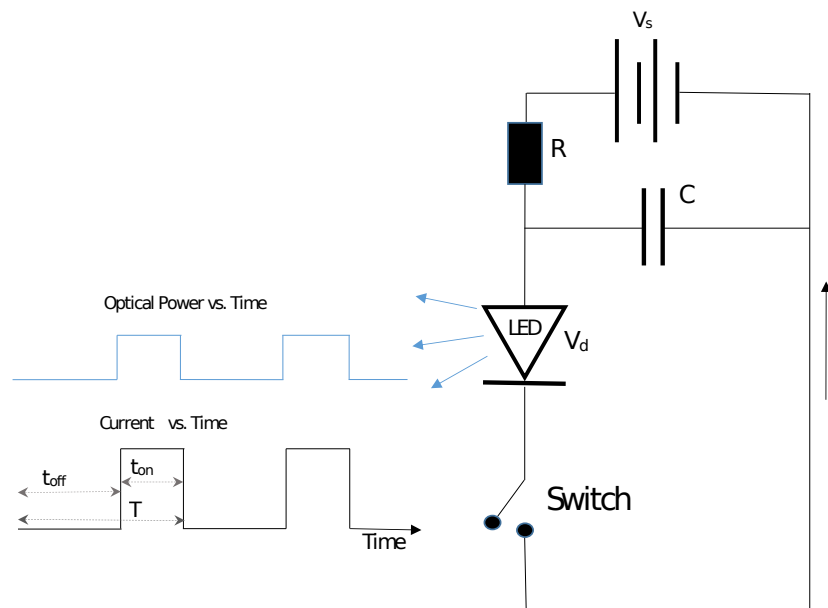 Vs
R
C
Optical Power vs. Time
LED
Vd
Current vs. Time
toff
ton
T
Switch
Time